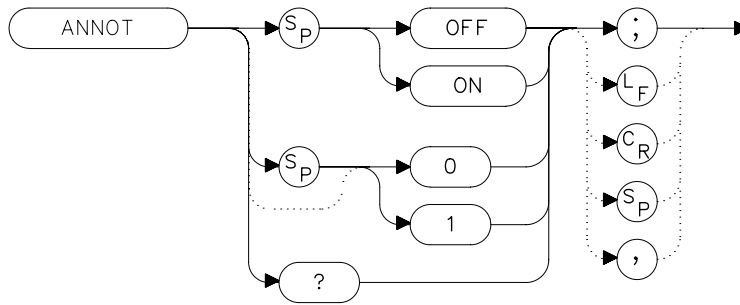 ANNOT SP OFF ;
ON LF
CR
SP 0 SP
1
? ,